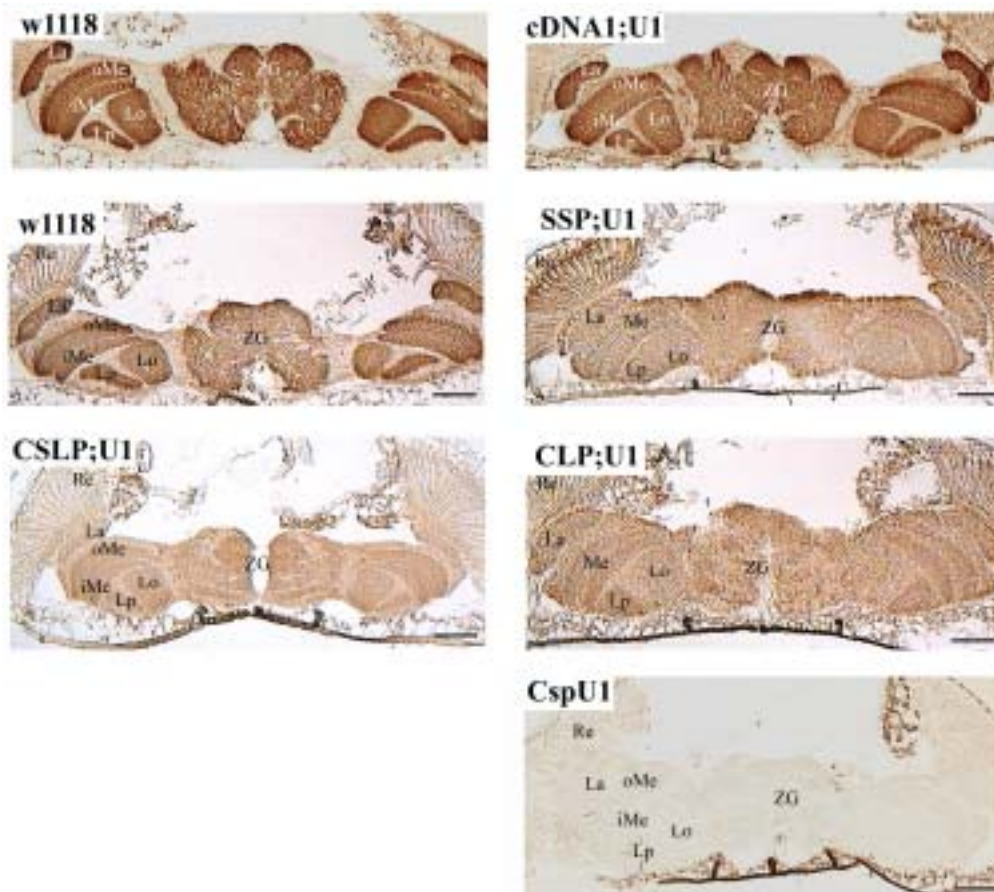 w1118
La
oMe
iMe
Lo
Lp
ZG
cDNA1;U1
La
oMe
iMe
Lo
ZG
w1118
Re
La
oMe
iMe
Lo
ZG
SSP;U1
La
Me
Lo
Lp
ZG
CSLP;U1
Re
La
oMe
iMe
Lo
Lp
ZG
CLP;U1
Re
La
Me
Lo
Lp
ZG
CspU1
Re
La
oMe
iMe
Lo
Lp
ZG